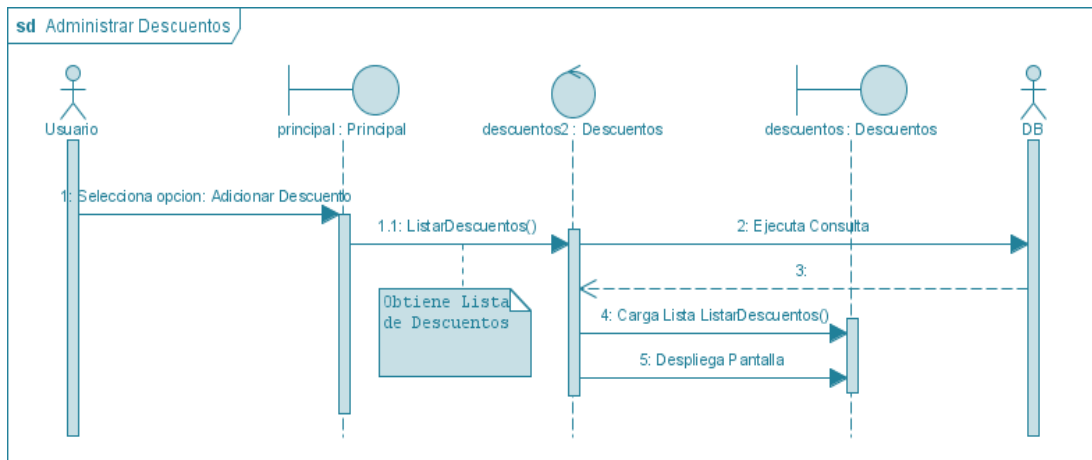 sd Administrar Descuentos
Usuario
principal : Principal
descuentos2 : Descuentos
descuentos : Descuentos
DB
1: Selecciona opcion: Adicionar Descuento
1.1: ListarDescuentos()
2: Ejecuta Consulta
3:
Obtiene Lista
de Descuentos
4: Carga Lista ListarDescuentos()
5: Despliega Pantalla